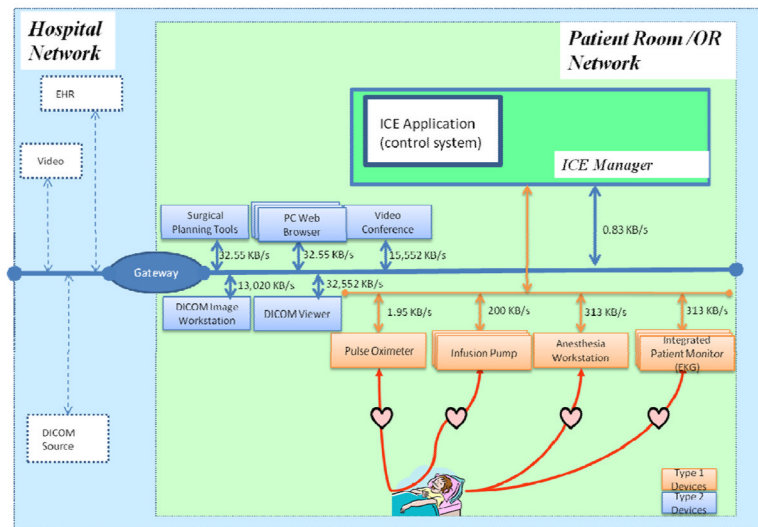 Hospital
Network
Patient Room /OR
Network
EHR
Video
ICE Application
(control system)
ICE Manager
Surgical
Planning Tools
PC Web
Browser
Video
Conference
0.83 KB/s
32.55 KB/s
32.55 KB/s
15,552 KB/s
Gateway
13,020 KB/s
32,552 KB/s
DICOM Image
Workstation
DICOM Viewer
1.95 KB/s
200 KB/s
313 KB/s
313 KB/s
Pulse Oximeter
Infusion Pump
Anesthesia
Workstation
Integrated
Patient Monitor
(EKG)
DICOM
Source
Type 1
Devices
Type 2
Devices